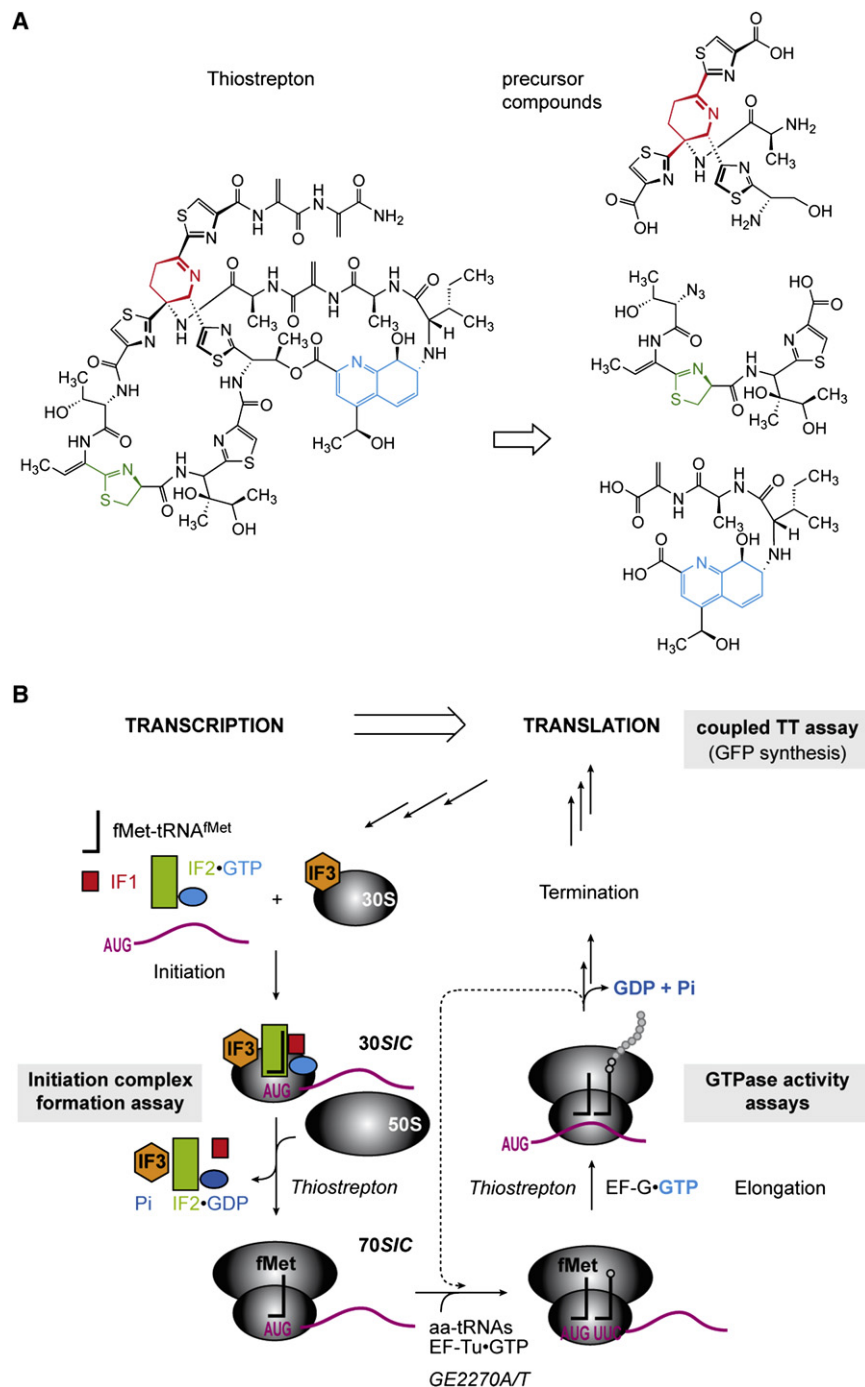 A
Thiostrepton
precursor
compounds
B
TRANSCRIPTION
TRANSLATION
coupled TT assay
(GFP synthesis)
fMet-tRNAfMet
IF1
IF2•GTP
+
IF3
30S
AUG
Initiation
Termination
GDP + Pi
IF3
AUG
30SIC
Initiation complex
formation assay
50S
GTPase activity
assays
AUG
IF3
Pi
IF2•GDP
Thiostrepton
Thiostrepton
EF-G•GTP
Elongation
70SIC
fMet
AUG
fMet
AUG UUC
aa-tRNAs
EF-Tu•GTP
GE2270A/T